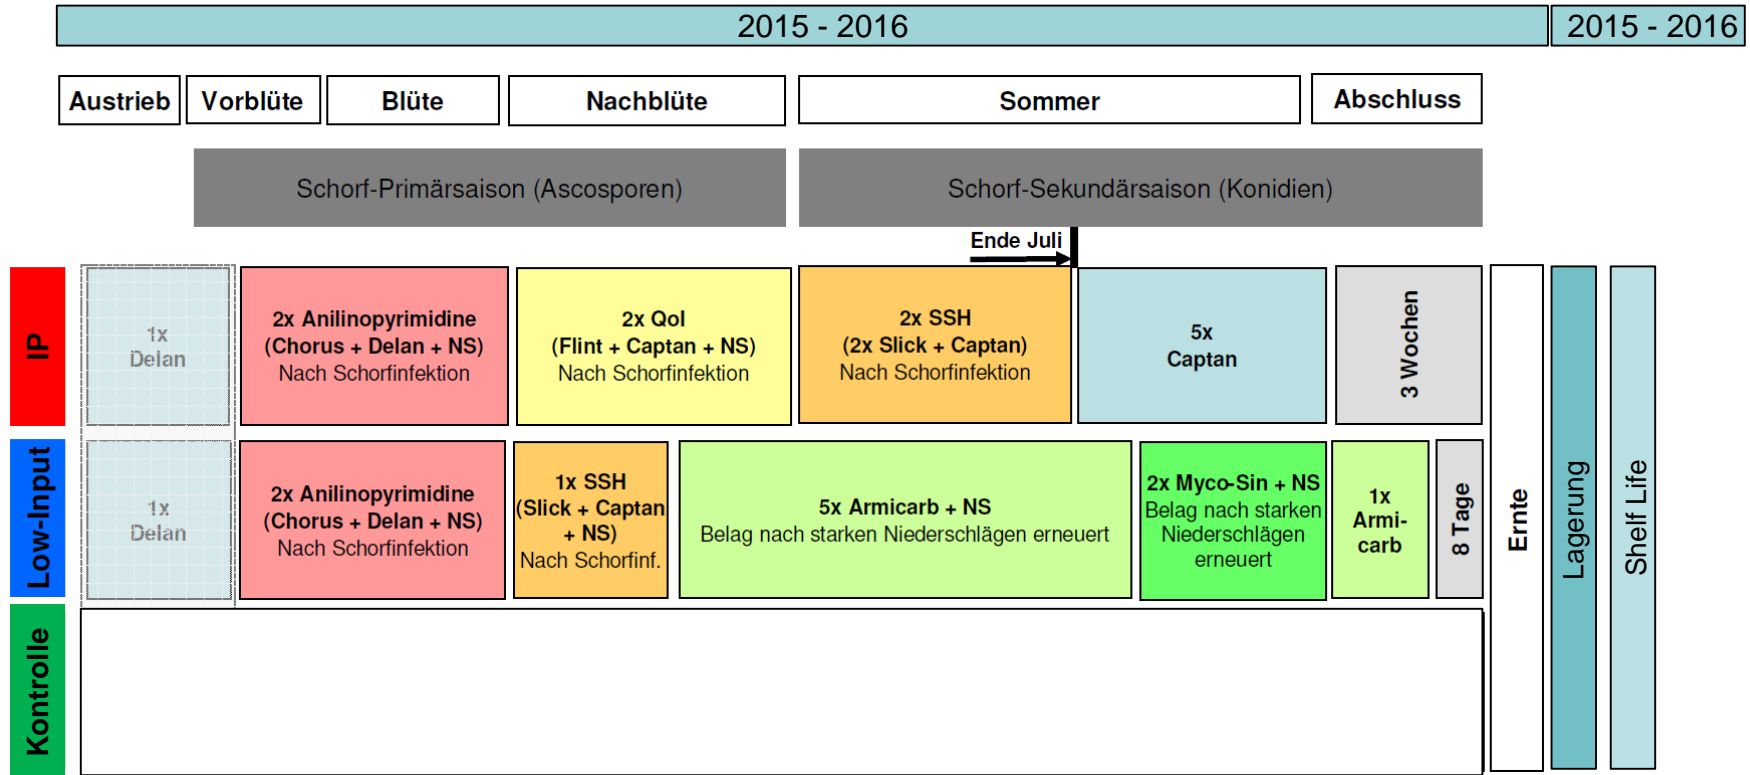 2015 - 2016
2015 - 2016
Austrieb
Vorblüte
Blüte
Nachblüte
Sommer
Abschluss
Schorf-Primärsaison (Ascosporen)
Schorf-Sekundärsaison (Konidien)
Ende Juli
IP
1x
Delan
2x Anilinopyrimidine
(Chorus + Delan + NS)
Nach Schorfinfektion
2x QoI
(Flint + Captan + NS)
Nach Schorfinfektion
2x SSH
(2x Slick + Captan)
Nach Schorfinfektion
5x
Captan
3 Wochen
Low-Input
1x
Delan
2x Anilinopyrimidine
(Chorus + Delan + NS)
Nach Schorfinfektion
1x SSH
(Slick + Captan
+ NS)
Nach Schorfinf.
5x Armicarb + NS
Belag nach starken Niederschlägen erneuert
2x Myco-Sin + NS
Belag nach starken
Niederschlägen
erneuert
1x
Armi-
carb
8 Tage
Ernte
Lagerung
Shelf Life
Kontrolle